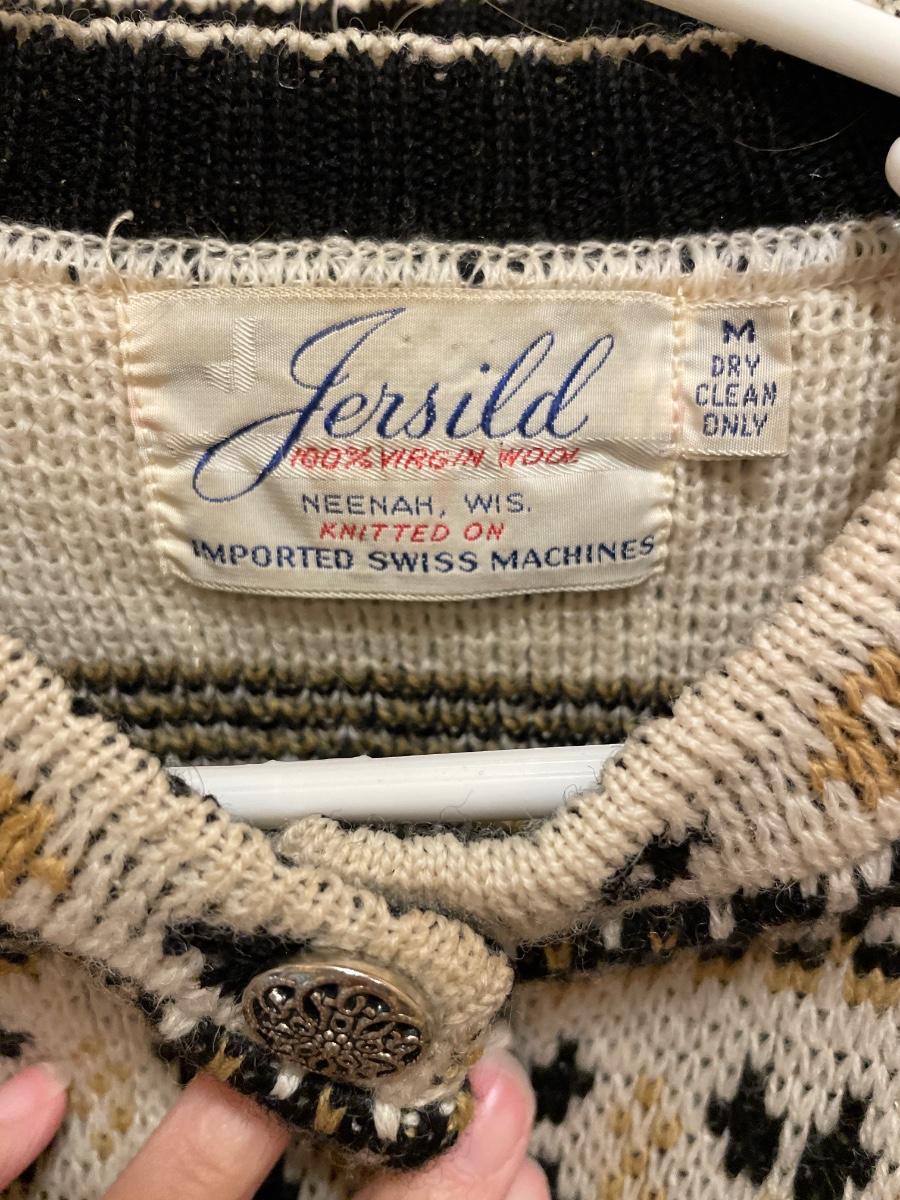 J
Jersild
100% VIRGIN WOOL
NEENAH, WIS.
KNITTED ON
IMPORTED SWISS MACHINES
M
DRY
CLEAN
ONLY